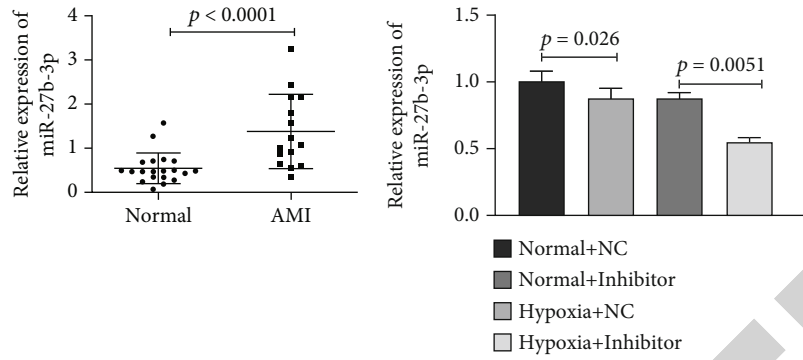 Relative expression of
miR-27b-3p
4
3
2
1
0
p < 0.0001
Normal
AMI
Relative expression of
miR-27b-3p
1.5
1.0
0.5
0.0
p = 0.026
p = 0.0051
Normal+NC
Normal+Inhibitor
Hypoxia+NC
Hypoxia+Inhibitor